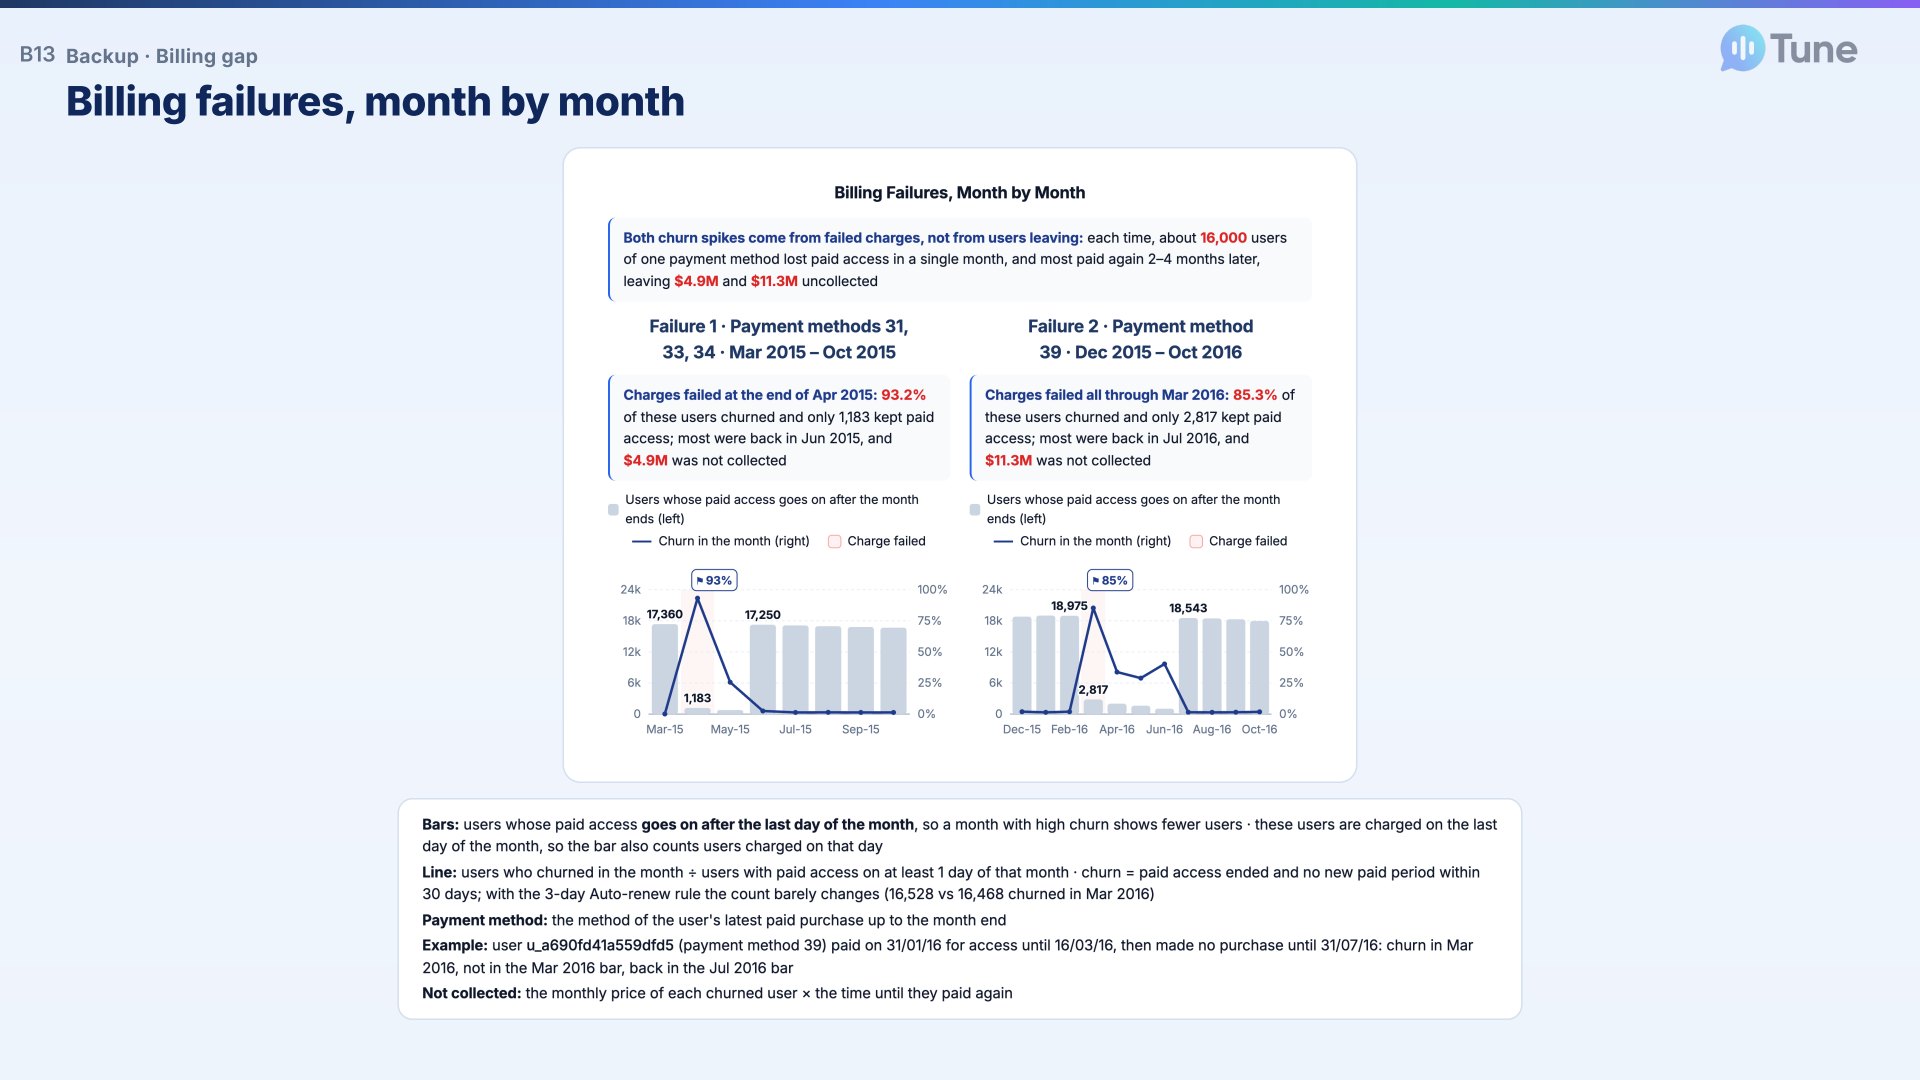 B13 Backup · Billing gap
Tune
Billing failures, month by month
Billing Failures, Month by Month
Both churn spikes come from failed charges, not from users leaving: each time, about 16,000 users
of one payment method lost paid access in a single month, and most paid again 2–4 months later,
leaving $4.9M and $11.3M uncollected
Failure 1 · Payment methods 31,
33, 34 · Mar 2015 – Oct 2015
Charges failed at the end of Apr 2015: 93.2%
of these users churned and only 1,183 kept paid
access; most were back in Jun 2015, and
$4.9M was not collected
Users whose paid access goes on after the month
ends (left)
Churn in the month (right) Charge failed
93%
24k 100%
17,360 17,250
18k 75%
12k 50%
6k 25%
1,183
0 0%
Mar-15 May-15 Jul-15 Sep-15
Failure 2 · Payment method
39 · Dec 2015 – Oct 2016
Charges failed all through Mar 2016: 85.3% of
these users churned and only 2,817 kept paid
access; most were back in Jul 2016, and
$11.3M was not collected
Users whose paid access goes on after the month
ends (left)
Churn in the month (right) Charge failed
85%
24k 100%
18,975 18,543
18k 75%
12k 50%
6k 25%
2,817
0 0%
Dec-15 Feb-16 Apr-16 Jun-16 Aug-16 Oct-16
Bars: users whose paid access goes on after the last day of the month, so a month with high churn shows fewer users · these users are charged on the last
day of the month, so the bar also counts users charged on that day
Line: users who churned in the month ÷ users with paid access on at least 1 day of that month · churn = paid access ended and no new paid period within
30 days; with the 3-day Auto-renew rule the count barely changes (16,528 vs 16,468 churned in Mar 2016)
Payment method: the method of the user's latest paid purchase up to the month end
Example: user u_a690fd41a559dfd5 (payment method 39) paid on 31/01/16 for access until 16/03/16, then made no purchase until 31/07/16: churn in Mar
2016, not in the Mar 2016 bar, back in the Jul 2016 bar
Not collected: the monthly price of each churned user × the time until they paid again